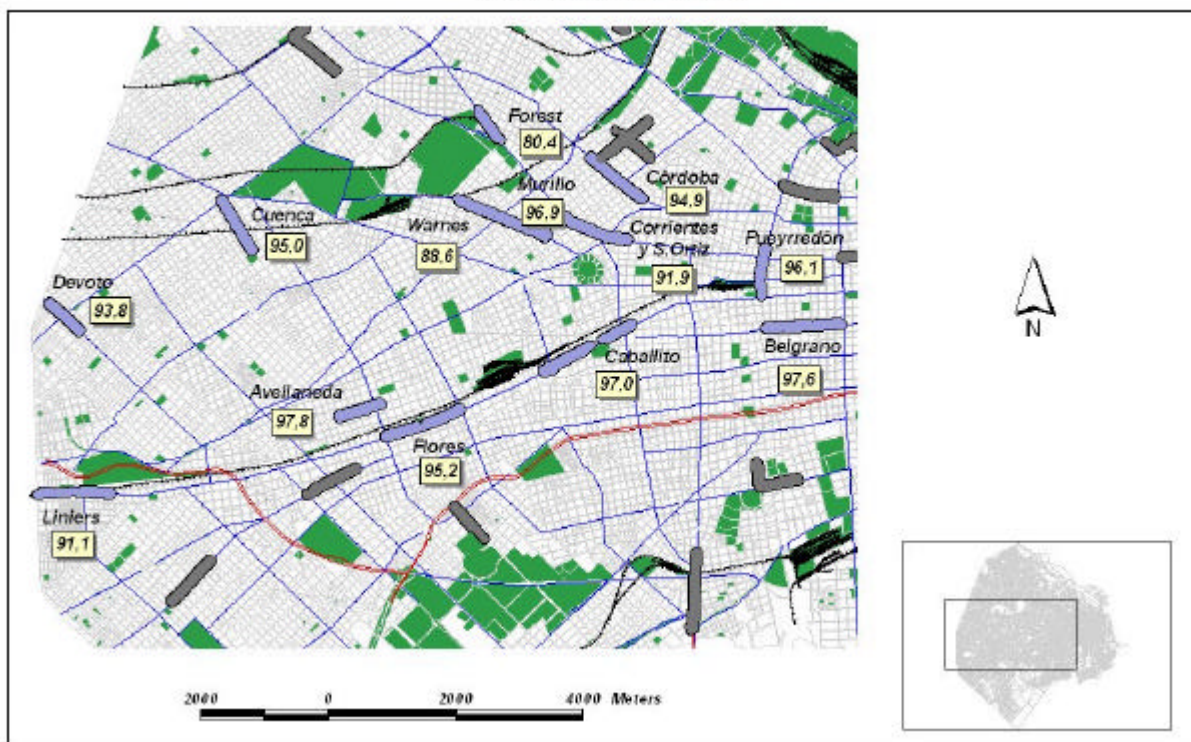 Forest
80,4
Murillo
96,9
Córdoba
94,9
Cuenca
95,0
Warnes
88,6
Corrientes
y S.Ortiz
91,9
Pueyrredón
96,1
Devoto
93,8
Caballito
97,0
Belgrano
97,6
Avellaneda
97,8
Flores
95,2
Liniers
91,1
N
2000 0 2000 4000 Meters